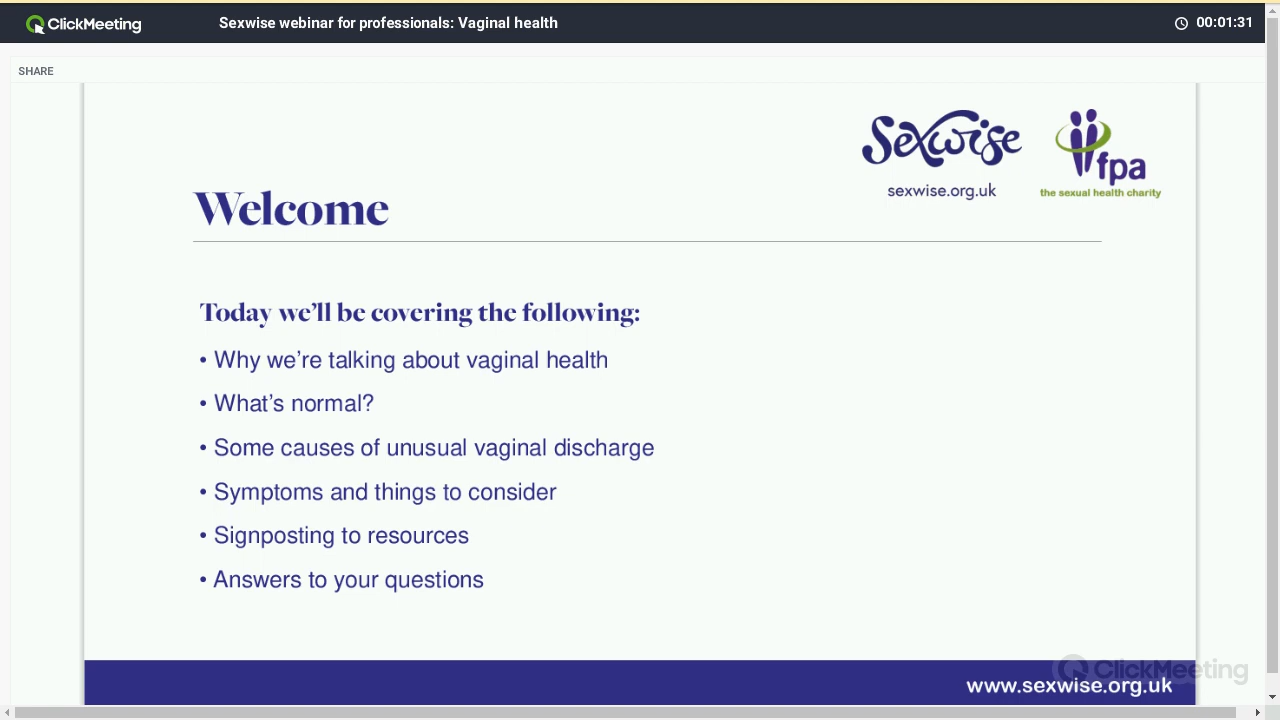 ClickMeeting
Sexwise webinar for professionals: Vaginal health
00:01:31
SHARE
Sexwise
sexwise.org.uk
fpa
the sexual health charity
Welcome
Today we’ll be covering the following:
• Why we’re talking about vaginal health
• What’s normal?
• Some causes of unusual vaginal discharge
• Symptoms and things to consider
• Signposting to resources
• Answers to your questions
ClickMeeting
www.sexwise.org.uk